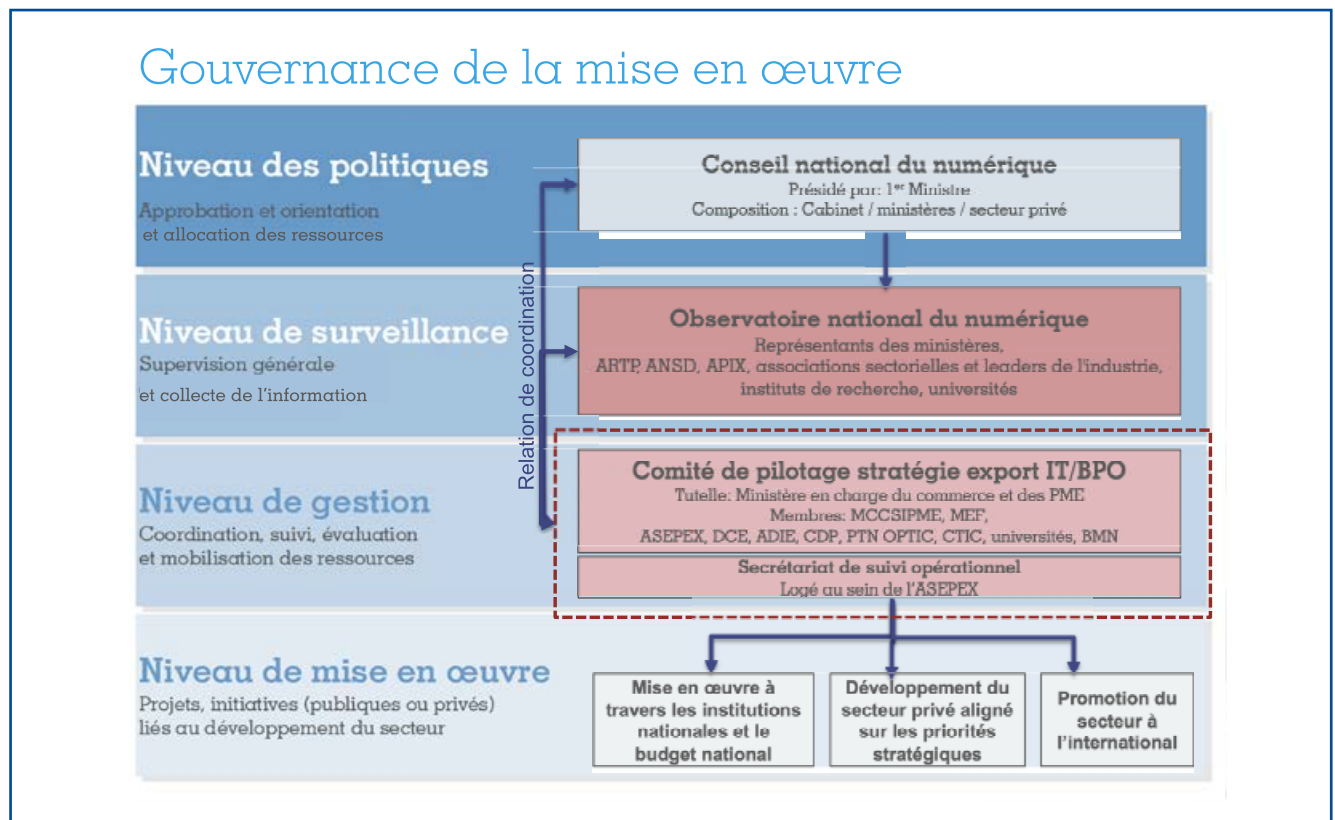 Gouvernance de la mise en œuvre
Niveau des politiques
Approbation et orientation
et allocation des ressources
Conseil national du numérique
Présidé par: 1er Ministre
Composition : Cabinet / ministères / secteur privé
Relation de coordination
Niveau de surveillance
Supervision générale
et collecte de l'information
Observatoire national du numérique
Représentants des ministères,
ARTP, ANSD, APIX, associations sectorielles et leaders de l'industrie,
instituts de recherche, universités
Niveau de gestion
Coordination, suivi, évaluation
et mobilisation des ressources
Comité de pilotage stratégie export IT/BPO
Tutelle: Ministère en charge du commerce et des PME
Membres: MCCSIPME, MEF,
ASEPEX, DCE, ADIE, CDP, PTN OPTIC, CTIC, universités, BMN
Secrétariat de suivi opérationnel
Logé au sein de l'ASEPEX
Niveau de mise en œuvre
Projets, initiatives (publiques ou privés)
liés au développement du secteur
Mise en œuvre à
travers les institutions
nationales et le
budget national
Développement du
secteur privé aligné
sur les priorités
stratégiques
Promotion du
secteur à
l'international